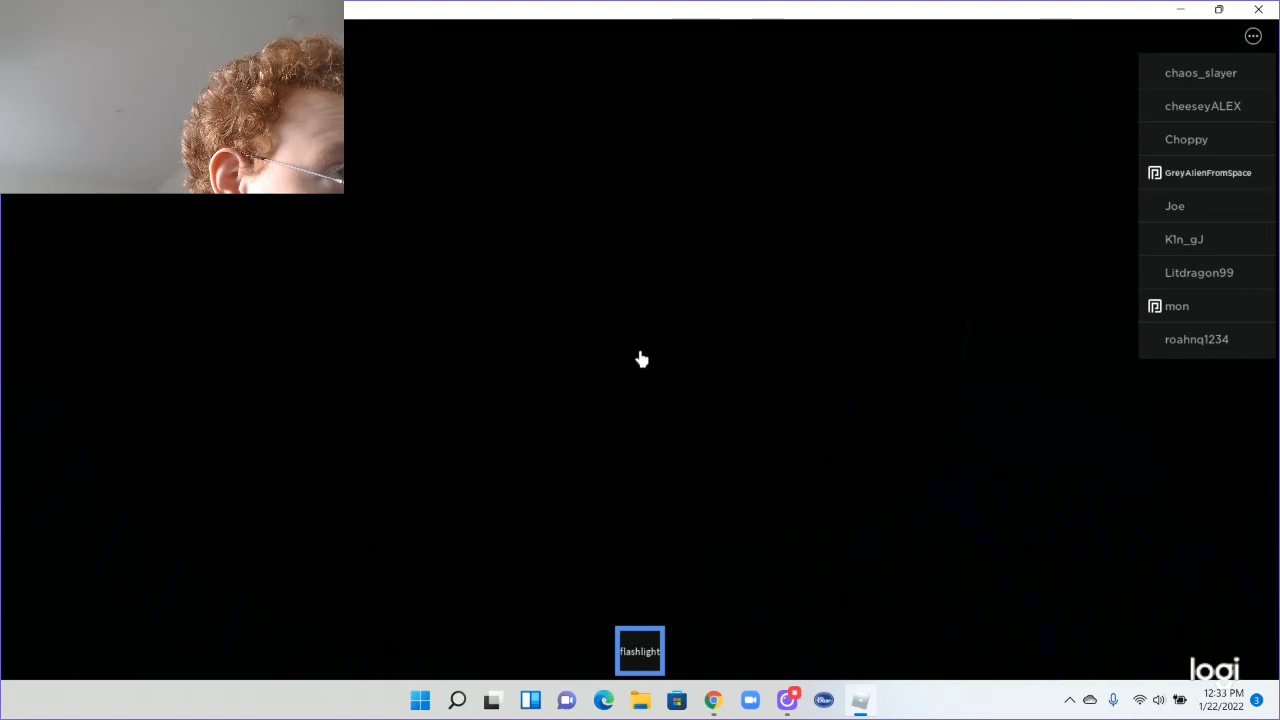 chaos_slayer
cheeseyALEX
Choppy
GreyAlienFromSpace
Joe
K1n_gJ
Litdragon99
mon
roahnq1234
flashlight
logi
12:33 PM
1/22/2022
3